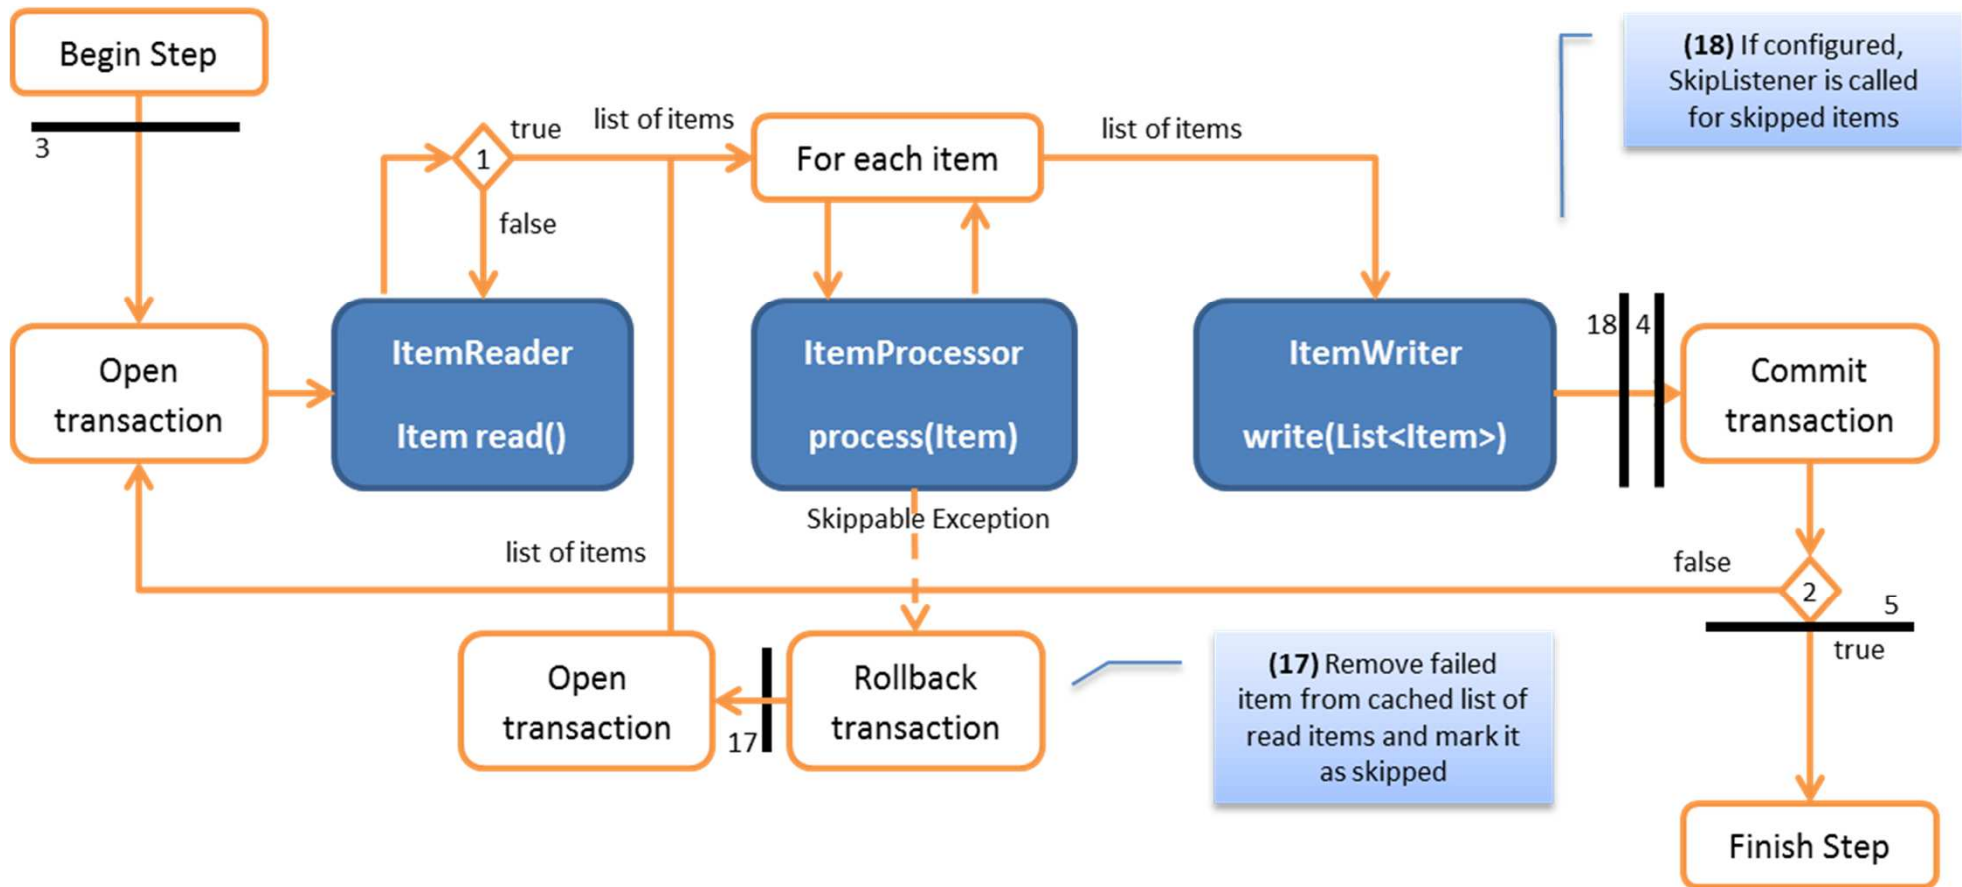 Begin Step
3
true
list of items
1
For each item
list of items
(18) If configured,
SkipListener is called
for skipped items
false
Open
transaction
ItemReader
Item read()
ItemProcessor
process(Item)
ItemWriter
write(List<Item>)
18
4
Commit
transaction
Skippable Exception
list of items
false
2
5
true
Open
transaction
17
Rollback
transaction
(17) Remove failed
item from cached list of
read items and mark it
as skipped
Finish Step